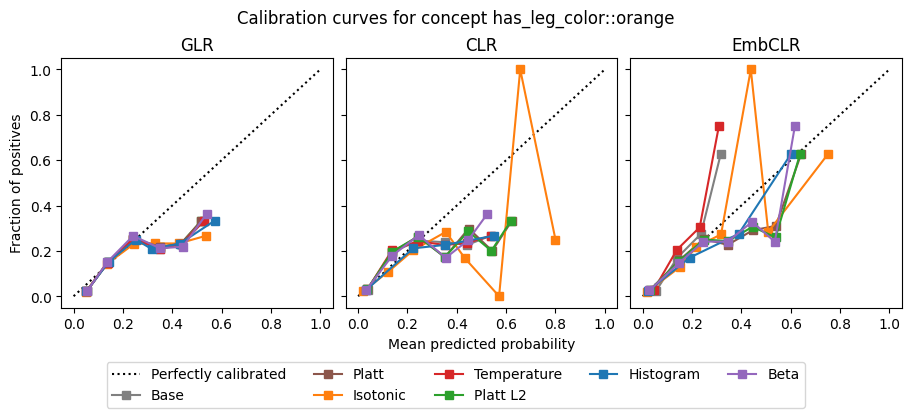 Calibration curves for concept has_leg_color::orange
GLR
CLR
EmbCLR
Fraction of positives
1.0
0.8
0.6
0.4
0.2
0.0
0.0 0.2 0.4 0.6 0.8 1.0
0.0 0.2 0.4 0.6 0.8 1.0
0.0 0.2 0.4 0.6 0.8 1.0
Mean predicted probability
Perfectly calibrated Platt Temperature Histogram Beta
Base Isotonic Platt L2